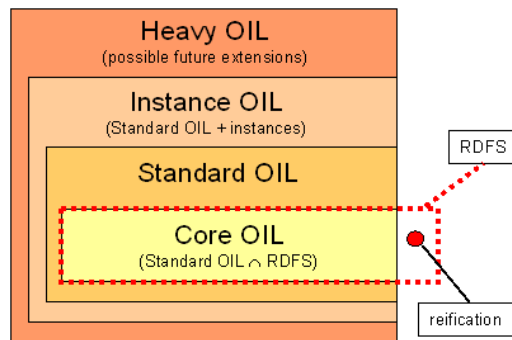 Heavy OIL
(possible future extensions)
Instance OIL
(Standard OIL + instances)
RDFS
Standard OIL
Core OIL
(Standard OIL ∩ RDFS)
reification